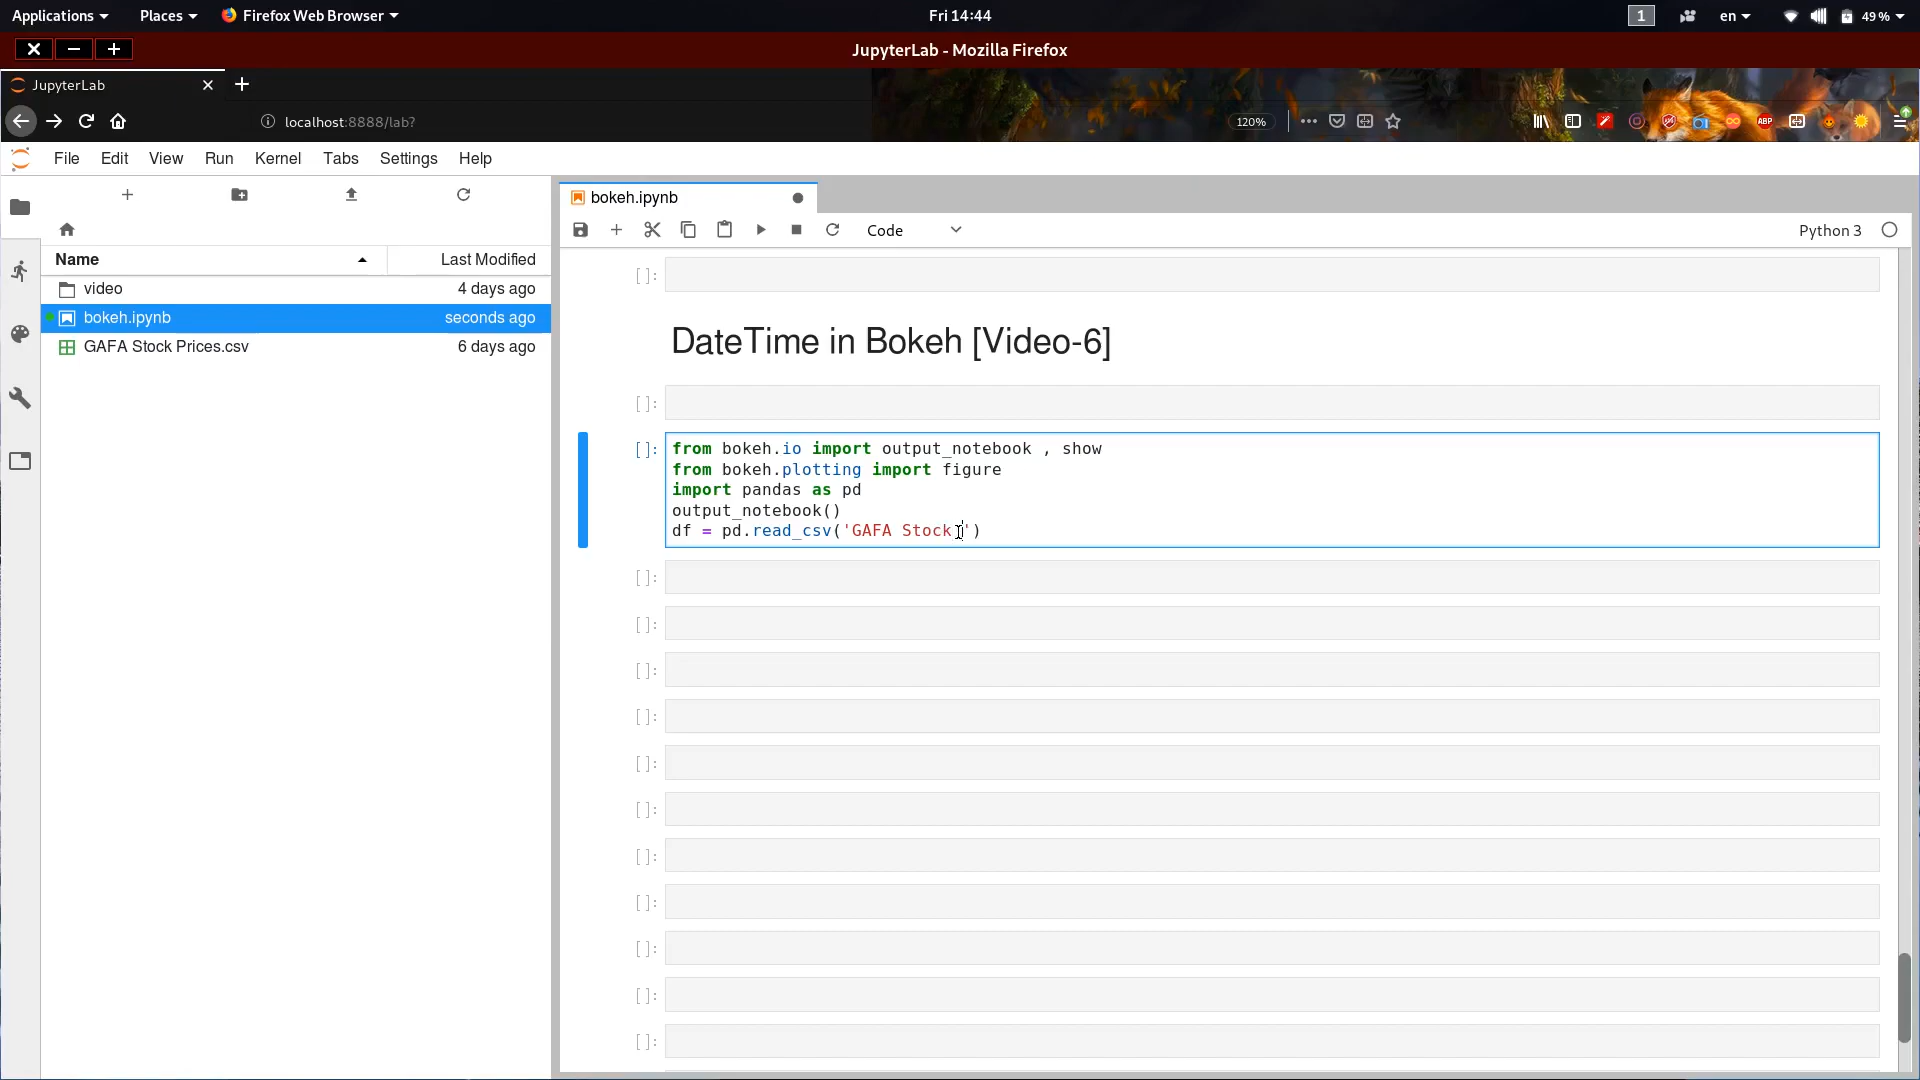 Applications Places Firefox Web Browser Fri 14:44 1 en 49%
JupyterLab - Mozilla Firefox
JupyterLab
localhost:8888/lab? 120% ABP
File Edit View Run Kernel Tabs Settings Help
bokeh.ipynb
Code Python 3
Name Last Modified
video 4 days ago
bokeh.ipynb seconds ago
GAFA Stock Prices.csv 6 days ago
[ ]:
DateTime in Bokeh [Video-6]
[ ]:
[ ]: from bokeh.io import output_notebook , show
from bokeh.plotting import figure
import pandas as pd
output_notebook()
df = pd.read_csv('GAFA Stock ')
[ ]:
[ ]:
[ ]:
[ ]:
[ ]:
[ ]:
[ ]:
[ ]:
[ ]:
[ ]:
[ ]: